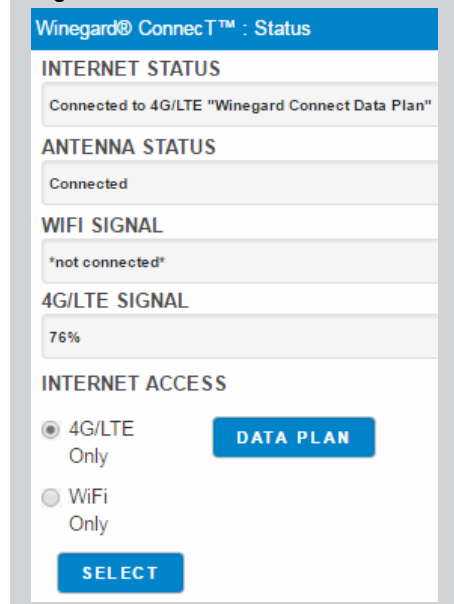 Winegard® ConnecT™ : Status
INTERNET STATUS
Connected to 4G/LTE "Winegard Connect Data Plan"
ANTENNA STATUS
Connected
WIFI SIGNAL
*not connected*
4G/LTE SIGNAL
76%
INTERNET ACCESS
4G/LTE
Only
DATA PLAN
WiFi
Only
SELECT